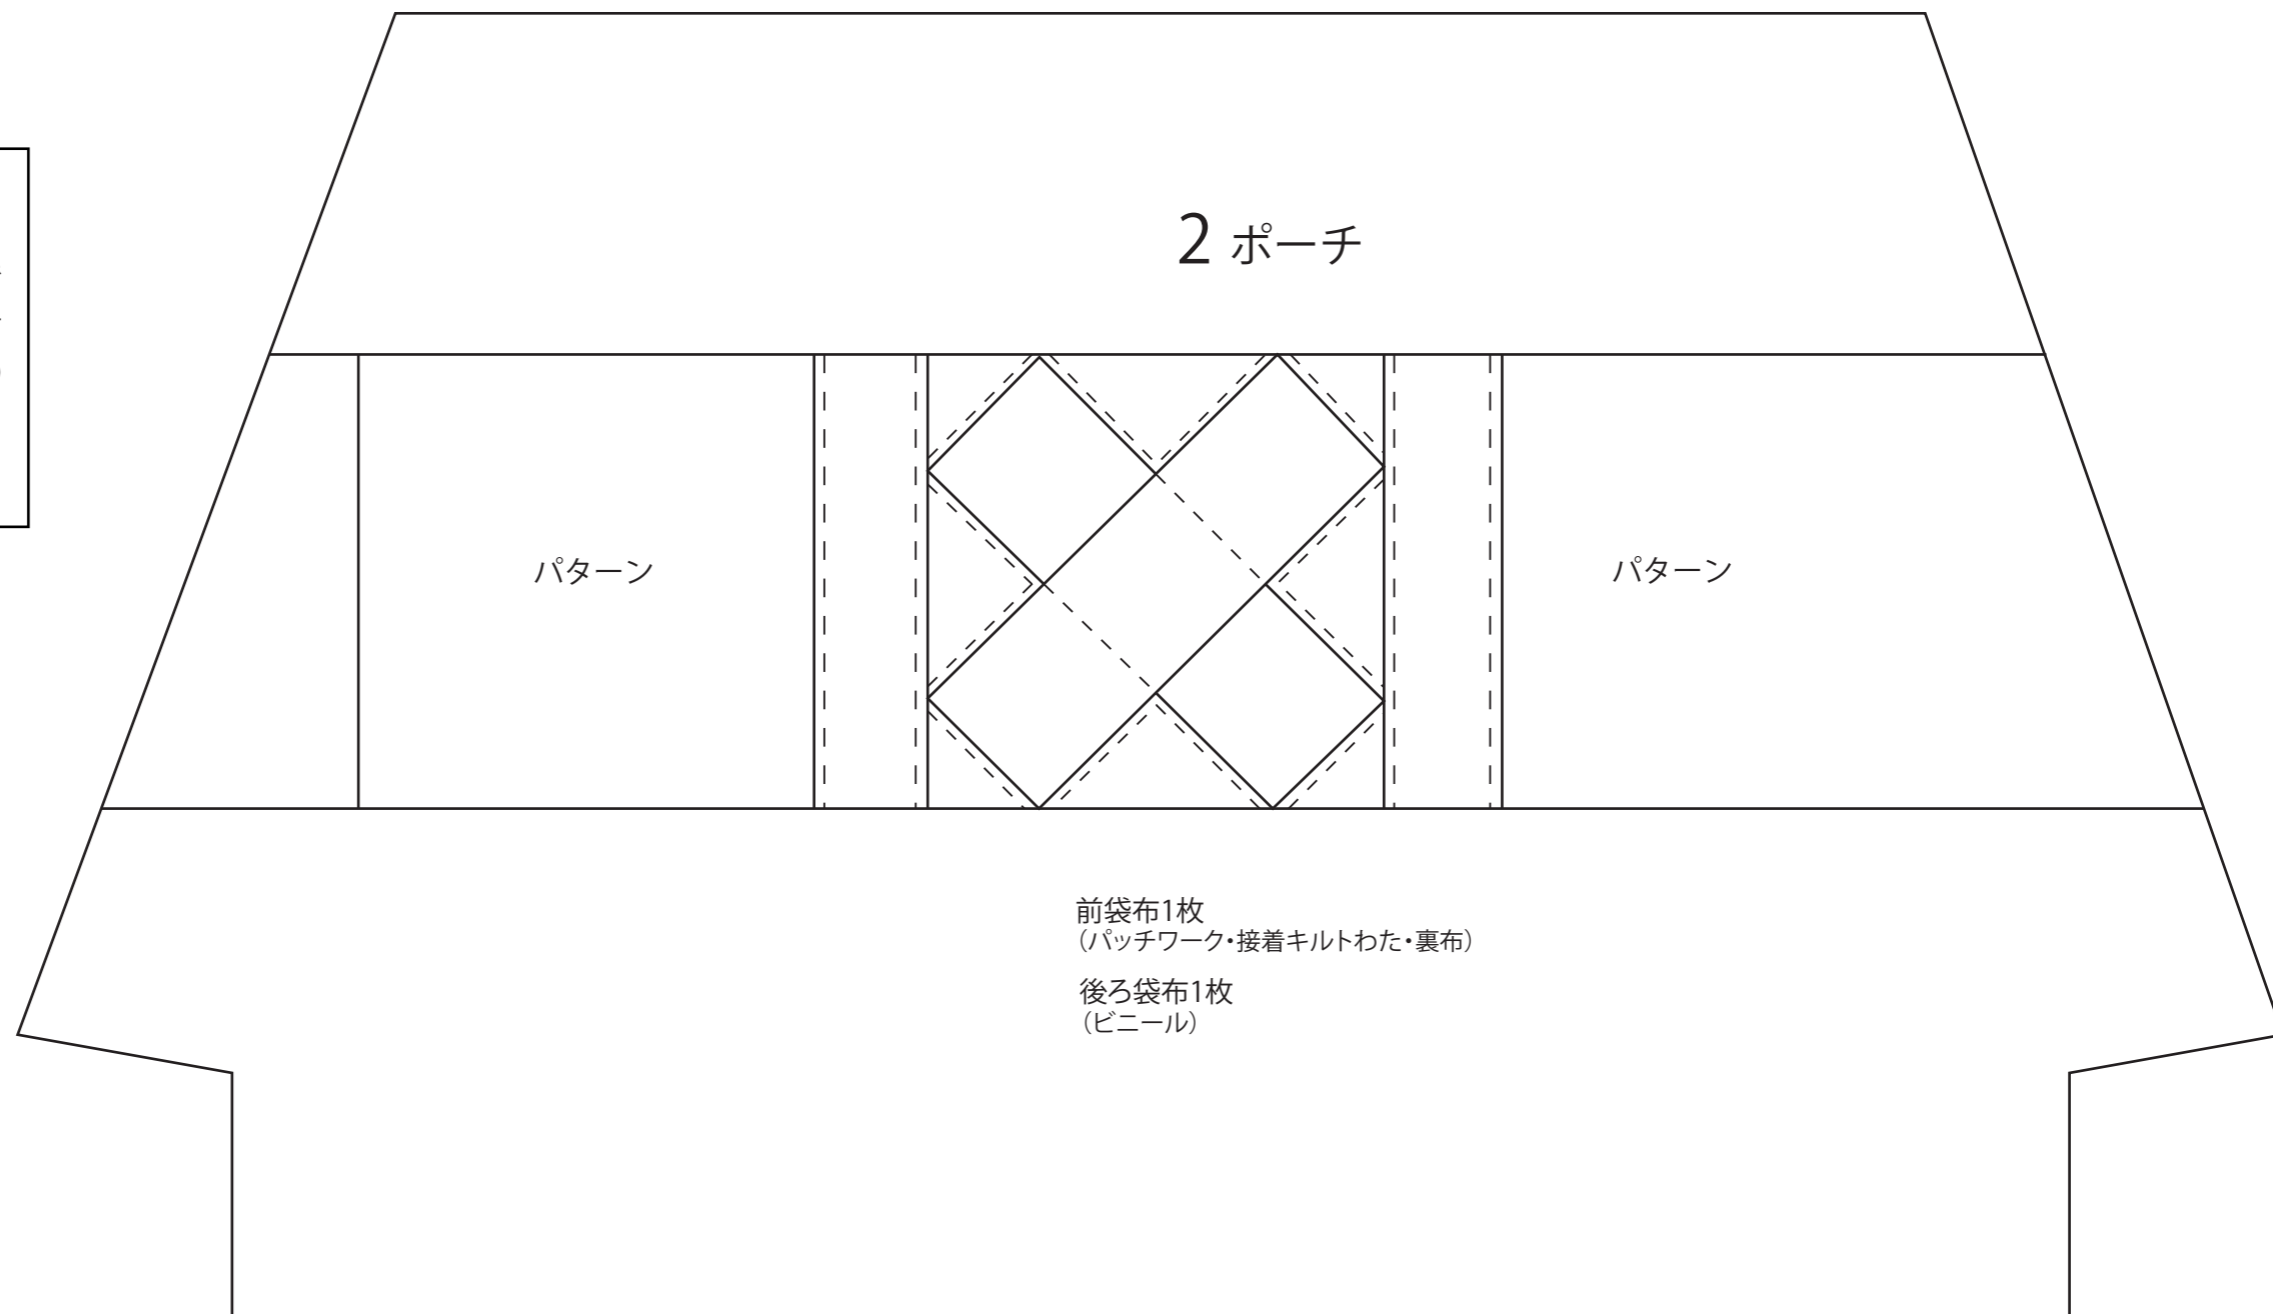 2 ポーチ
パターン
パターン
前袋布1枚
（パッチワーク・接着キルトわた・裏布）
後ろ袋布1枚
（ビニール）